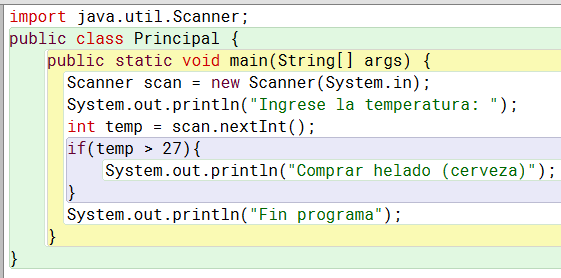 import java.util.Scanner;
public class Principal {
public static void main(String[] args) {
Scanner scan = new Scanner(System.in);
System.out.println("Ingrese la temperatura: ");
int temp = scan.nextInt();
if(temp > 27){
System.out.println("Comprar helado (cerveza)");
}
System.out.println("Fin programa");
}
}